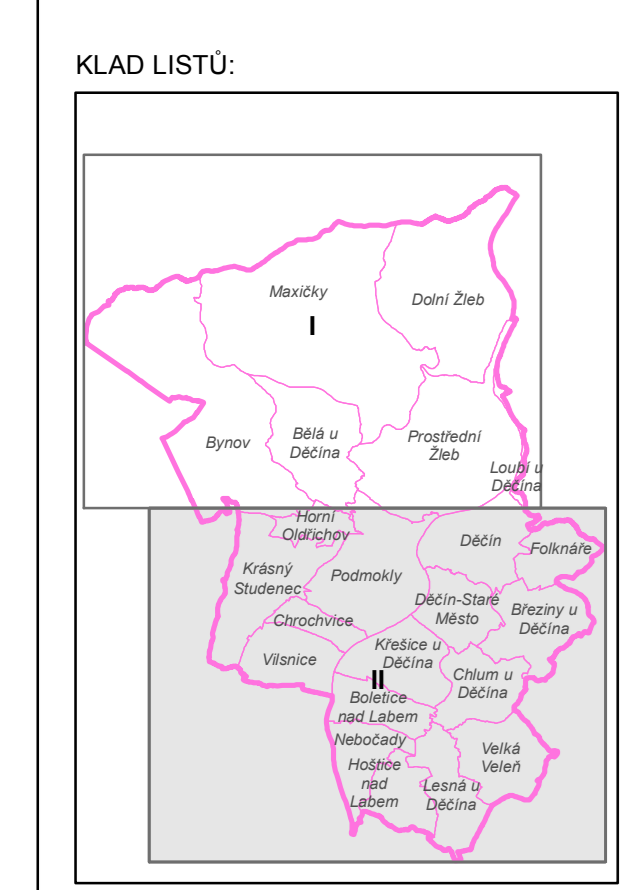 KLAD LISTŮ:
Maxičky
Dolní Žleb
I
Bynov
Bělá u
Děčína
Prostřední
Žleb
Loubí u
Děčína
Horní
Oldřichov
Děčín
Folknáře
Krásný
Studenec
Podmokly
Děčín-Staré
Město
Březiny u
Děčína
Chrochvice
Vilsnice
Křešice u
Děčína
Chlum u
Děčína
II
Boletice
nad Labem
Nebočady
Velká
Veleň
Hoštice
nad
Labem
Lesná u
Děčína